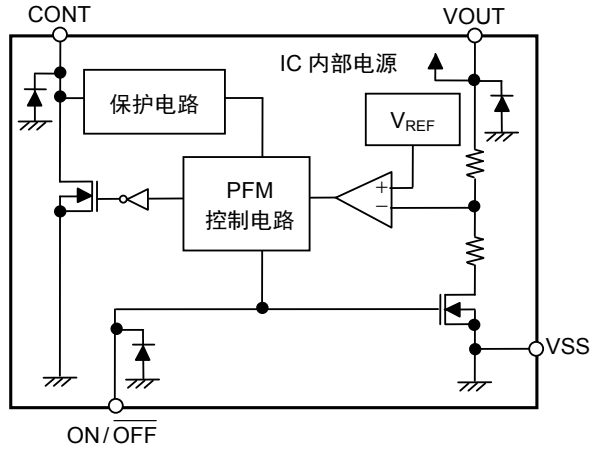 CONT
VOUT
IC 内部电源
保护电路
VREF
PFM
控制电路
+
−
VSS
ON/OFF